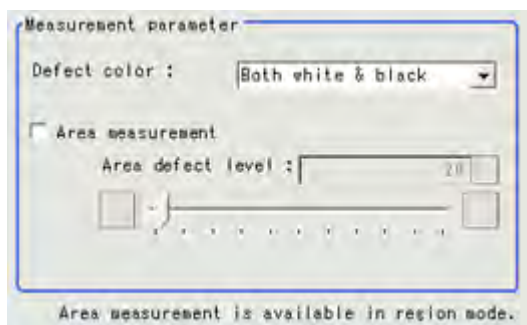 Measurement parameter
Defect color :
Both white & black
Area measurement
Area defect level :
20
Area measurement is available in region mode.